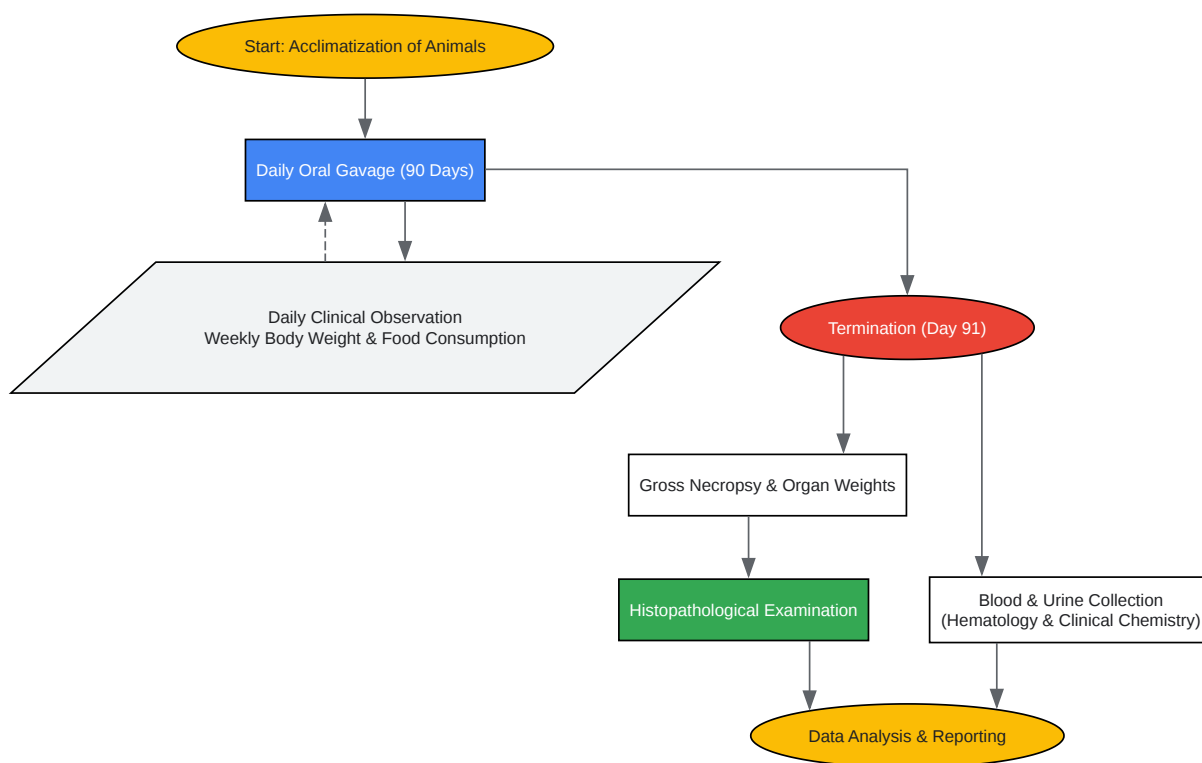 Start: Acclimatization of Animals
Daily Oral Gavage (90 Days)
Daily Clinical Observation
Weekly Body Weight & Food Consumption
Termination (Day 91)
Gross Necropsy & Organ Weights
Histopathological Examination
Blood & Urine Collection
(Hematology & Clinical Chemistry)
Data Analysis & Reporting